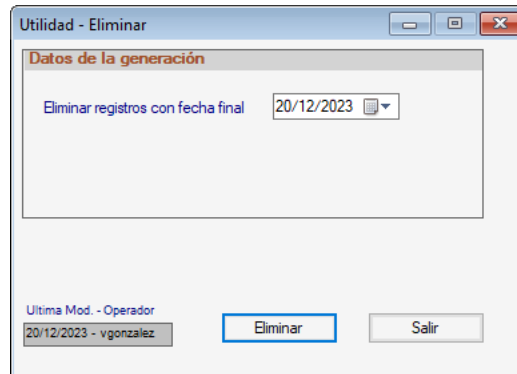 Utilidad - Eliminar
Datos de la generación
Eliminar registros con fecha final 20/12/2023
Ultima Mod. - Operador
20/12/2023 - vgonzalez
Eliminar
Salir